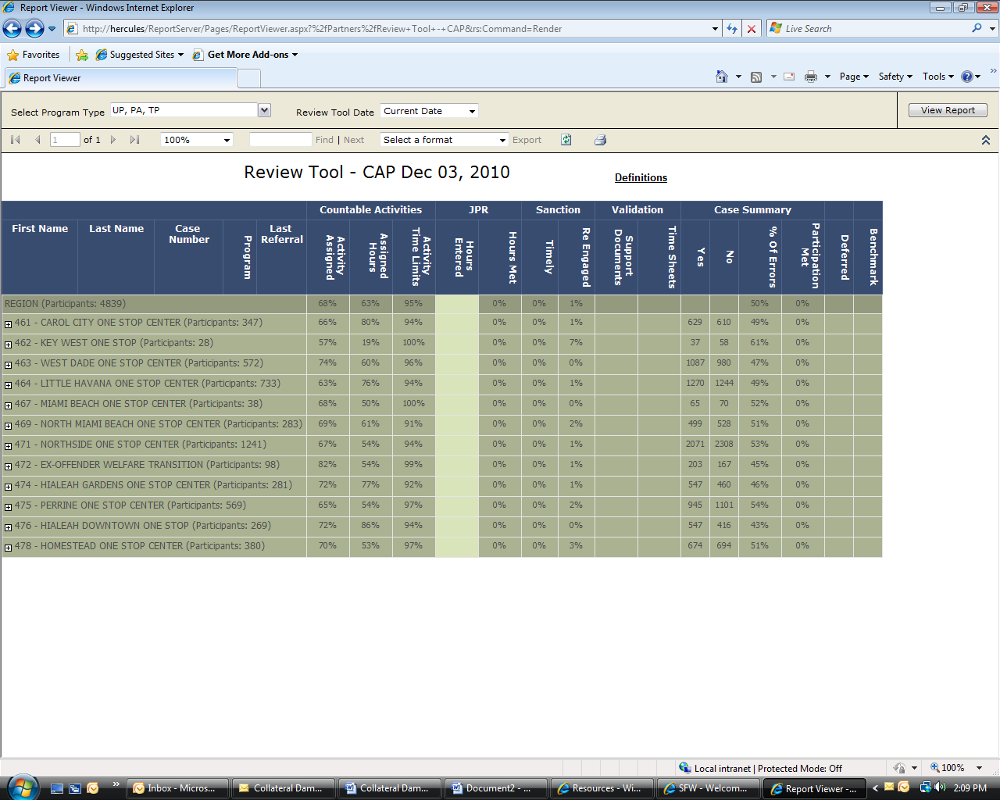 Report Viewer - Windows Internet Explorer
http://hercules/ReportServer/Pages/ReportViewer.aspx?%2fPartners%2fReview+Tool+-+CAP&rs:Command=Render
Live Search
Favorites Suggested Sites Get More Add-ons
Report Viewer Page Safety Tools
Select Program Type UP, PA, TP Review Tool Date Current Date View Report
1 of 1 100% Find | Next Select a format Export
Review Tool - CAP Dec 03, 2010 Definitions
Countable Activities JPR Sanction Validation Case Summary
First Name Last Name Case Number Program Last Referral Activity Assigned Assigned Hours Activity Time Limits Hours Entered Hours Met Timely Re Engaged Support Documents Time Sheets Yes No % Of Errors Participation Met Deferred Benchmark
REGION (Participants: 4839) 68% 63% 95% 0% 0% 1% 50% 0%
461 - CAROL CITY ONE STOP CENTER (Participants: 347) 66% 80% 94% 0% 0% 1% 629 610 49% 0%
462 - KEY WEST ONE STOP (Participants: 28) 57% 19% 100% 0% 0% 7% 37 58 61% 0%
463 - WEST DADE ONE STOP CENTER (Participants: 572) 74% 60% 96% 0% 0% 0% 1087 980 47% 0%
464 - LITTLE HAVANA ONE STOP CENTER (Participants: 733) 63% 76% 94% 0% 0% 1% 1270 1244 49% 0%
467 - MIAMI BEACH ONE STOP CENTER (Participants: 38) 68% 50% 100% 0% 0% 0% 65 70 52% 0%
469 - NORTH MIAMI BEACH ONE STOP CENTER (Participants: 283) 69% 61% 91% 0% 0% 2% 499 528 51% 0%
471 - NORTHSIDE ONE STOP CENTER (Participants: 1241) 67% 54% 94% 0% 0% 1% 2071 2308 53% 0%
472 - EX-OFFENDER WELFARE TRANSITION (Participants: 98) 82% 54% 99% 0% 0% 1% 203 167 45% 0%
474 - HIALEAH GARDENS ONE STOP CENTER (Participants: 281) 72% 77% 92% 0% 0% 1% 547 460 46% 0%
475 - PERRINE ONE STOP CENTER (Participants: 569) 65% 54% 97% 0% 0% 2% 945 1101 54% 0%
476 - HIALEAH DOWNTOWN ONE STOP (Participants: 269) 72% 86% 94% 0% 0% 0% 547 416 43% 0%
478 - HOMESTEAD ONE STOP CENTER (Participants: 380) 70% 53% 97% 0% 0% 3% 674 694 51% 0%
Local intranet | Protected Mode: Off 100%
Inbox - Micros... Collateral Dam... Collateral Dam... Document2 - ... Resources - Wi... SFW - Welcom... Report Viewer -... 2:09 PM